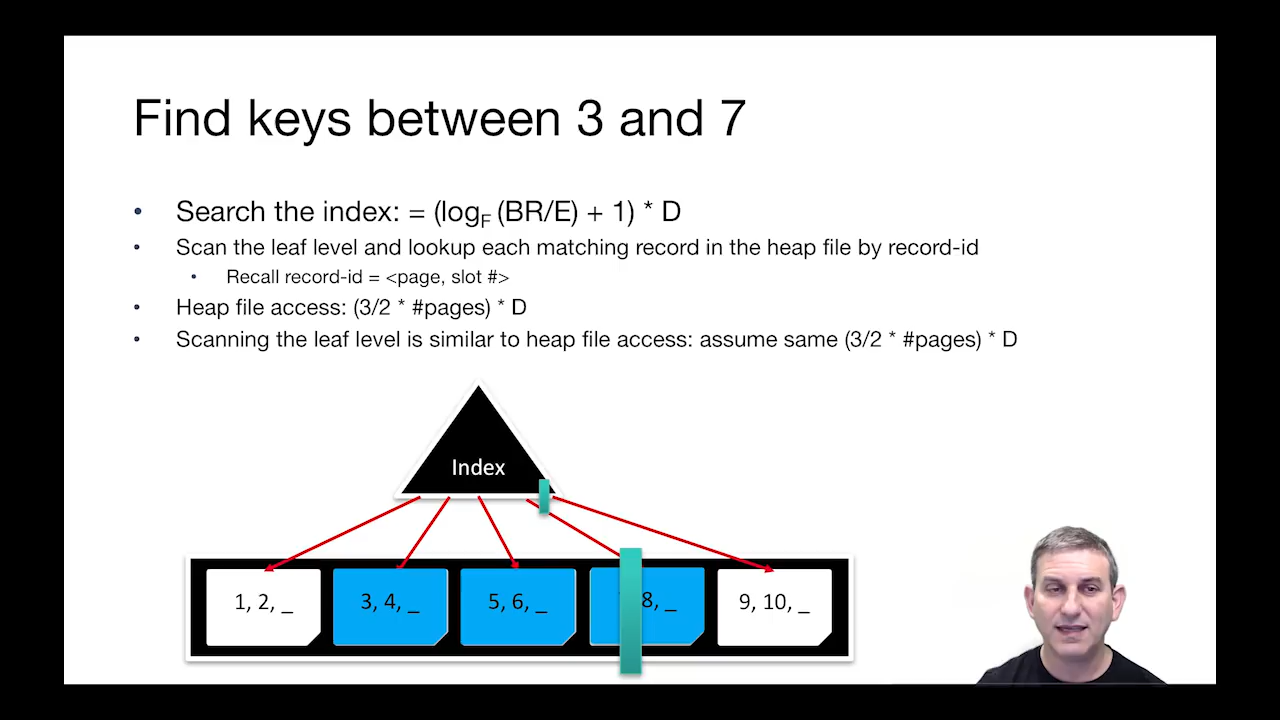 Find keys between 3 and 7
• Search the index: = (logF (BR/E) + 1) * D
• Scan the leaf level and lookup each matching record in the heap file by record-id
• Recall record-id = <page, slot #>
• Heap file access: (3/2 * #pages) * D
• Scanning the leaf level is similar to heap file access: assume same (3/2 * #pages) * D
Index
1, 2, _
3, 4, _
5, 6, _
8, _
9, 10, _